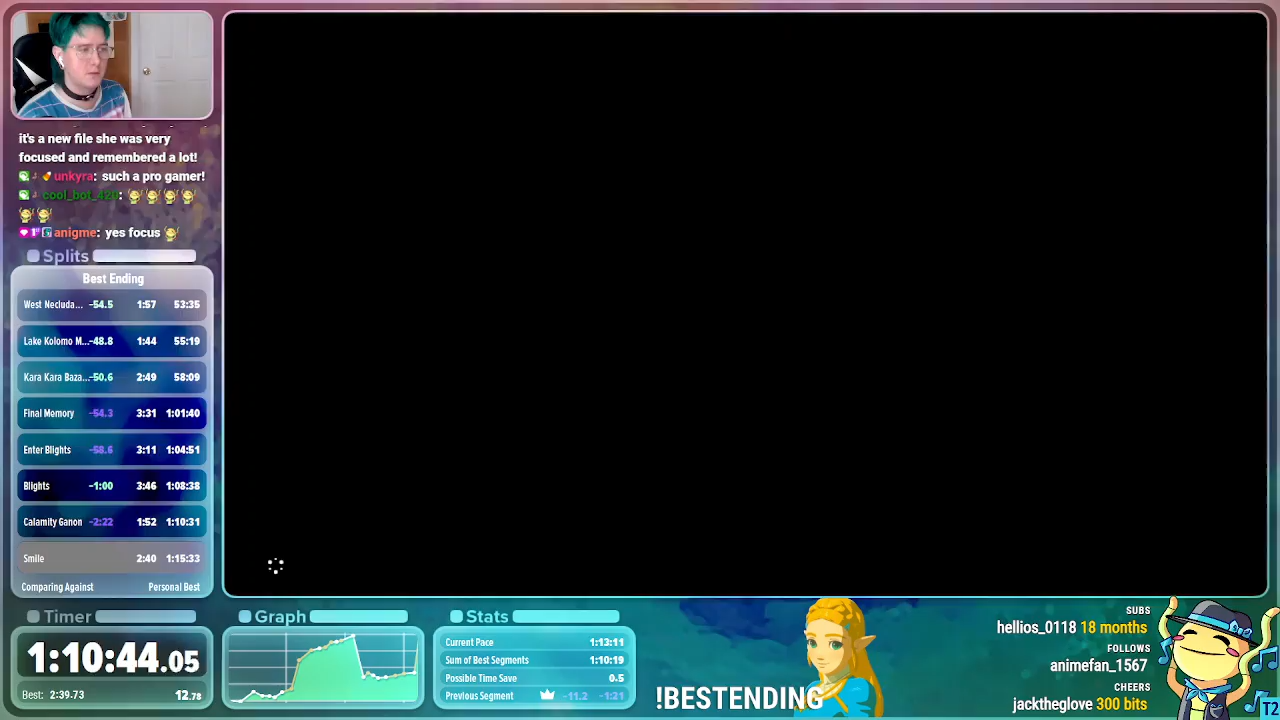 it's a new file she was very
focused and remembered a lot!
unkyra: such a pro gamer!
cool_bot_420:
anigme: yes focus
Splits
Best Ending
West Necluda... -54.5 1:57 53:35
Lake Kolomo M... -48.8 1:44 55:19
Kara Kara Baza... -50.6 2:49 58:09
Final Memory -54.3 3:31 1:01:40
Enter Blights -58.6 3:11 1:04:51
Blights -1:00 3:46 1:08:38
Calamity Ganon -2:22 1:52 1:10:31
Smile 2:40 1:15:33
Comparing Against Personal Best
Timer
1:10:44.05
Best: 2:39.73 12.78
Graph
Stats
Current Pace 1:13:11
Sum of Best Segments 1:10:19
Possible Time Save 0.5
Previous Segment -11.2 -1:21
!BESTENDING
SUBS
hellios_0118 18 months
FOLLOWS
animefan_1567
CHEERS
jacktheglove 300 bits
T2